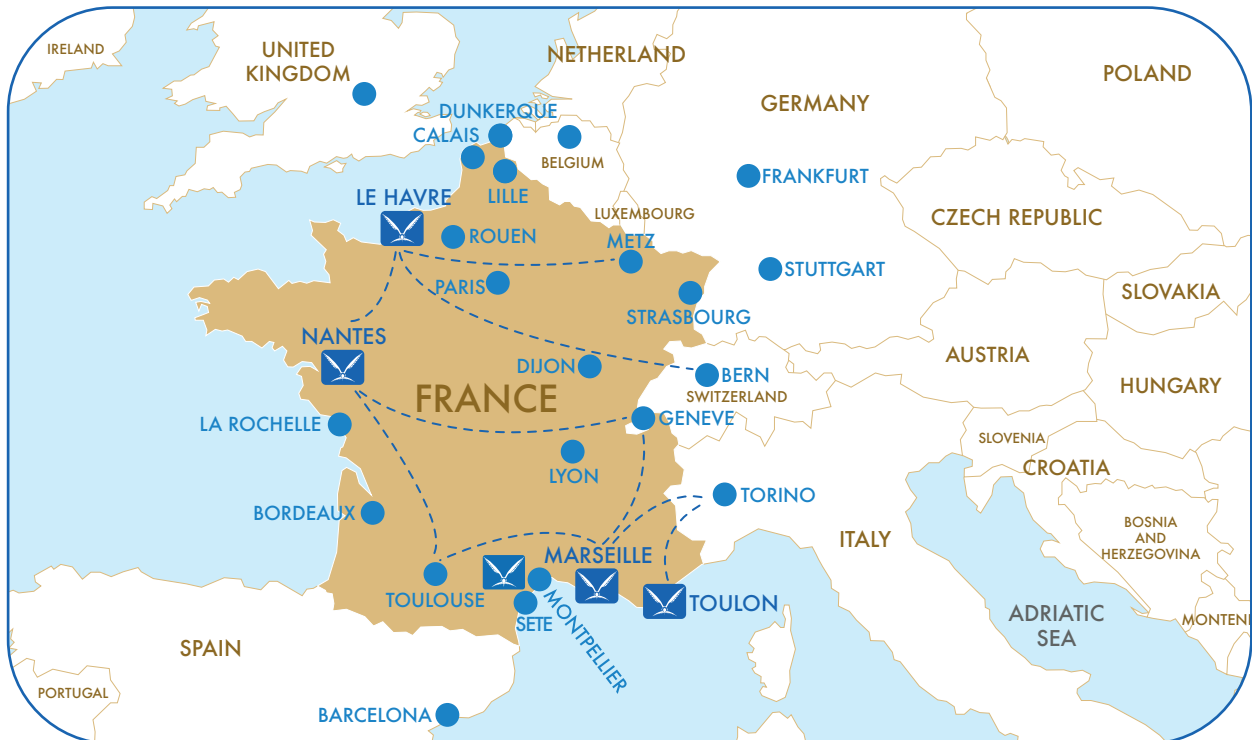 IRELAND
UNITED
KINGDOM
NETHERLAND
POLAND
GERMANY
DUNKERQUE
CALAIS
BELGIUM
FRANKFURT
LILLE
LE HAVRE
LUXEMBOURG
CZECH REPUBLIC
ROUEN
METZ
STUTTGART
PARIS
SLOVAKIA
STRASBOURG
NANTES
AUSTRIA
DIJON
BERN
HUNGARY
SWITZERLAND
FRANCE
LA ROCHELLE
GENEVE
SLOVENIA
CROATIA
LYON
TORINO
BORDEAUX
BOSNIA
AND
HERZEGOVINA
ITALY
MARSEILLE
TOULOUSE
TOULON
SETE
MONTPELLIER
ADRIATIC
SEA
MONTEN
SPAIN
PORTUGAL
BARCELONA